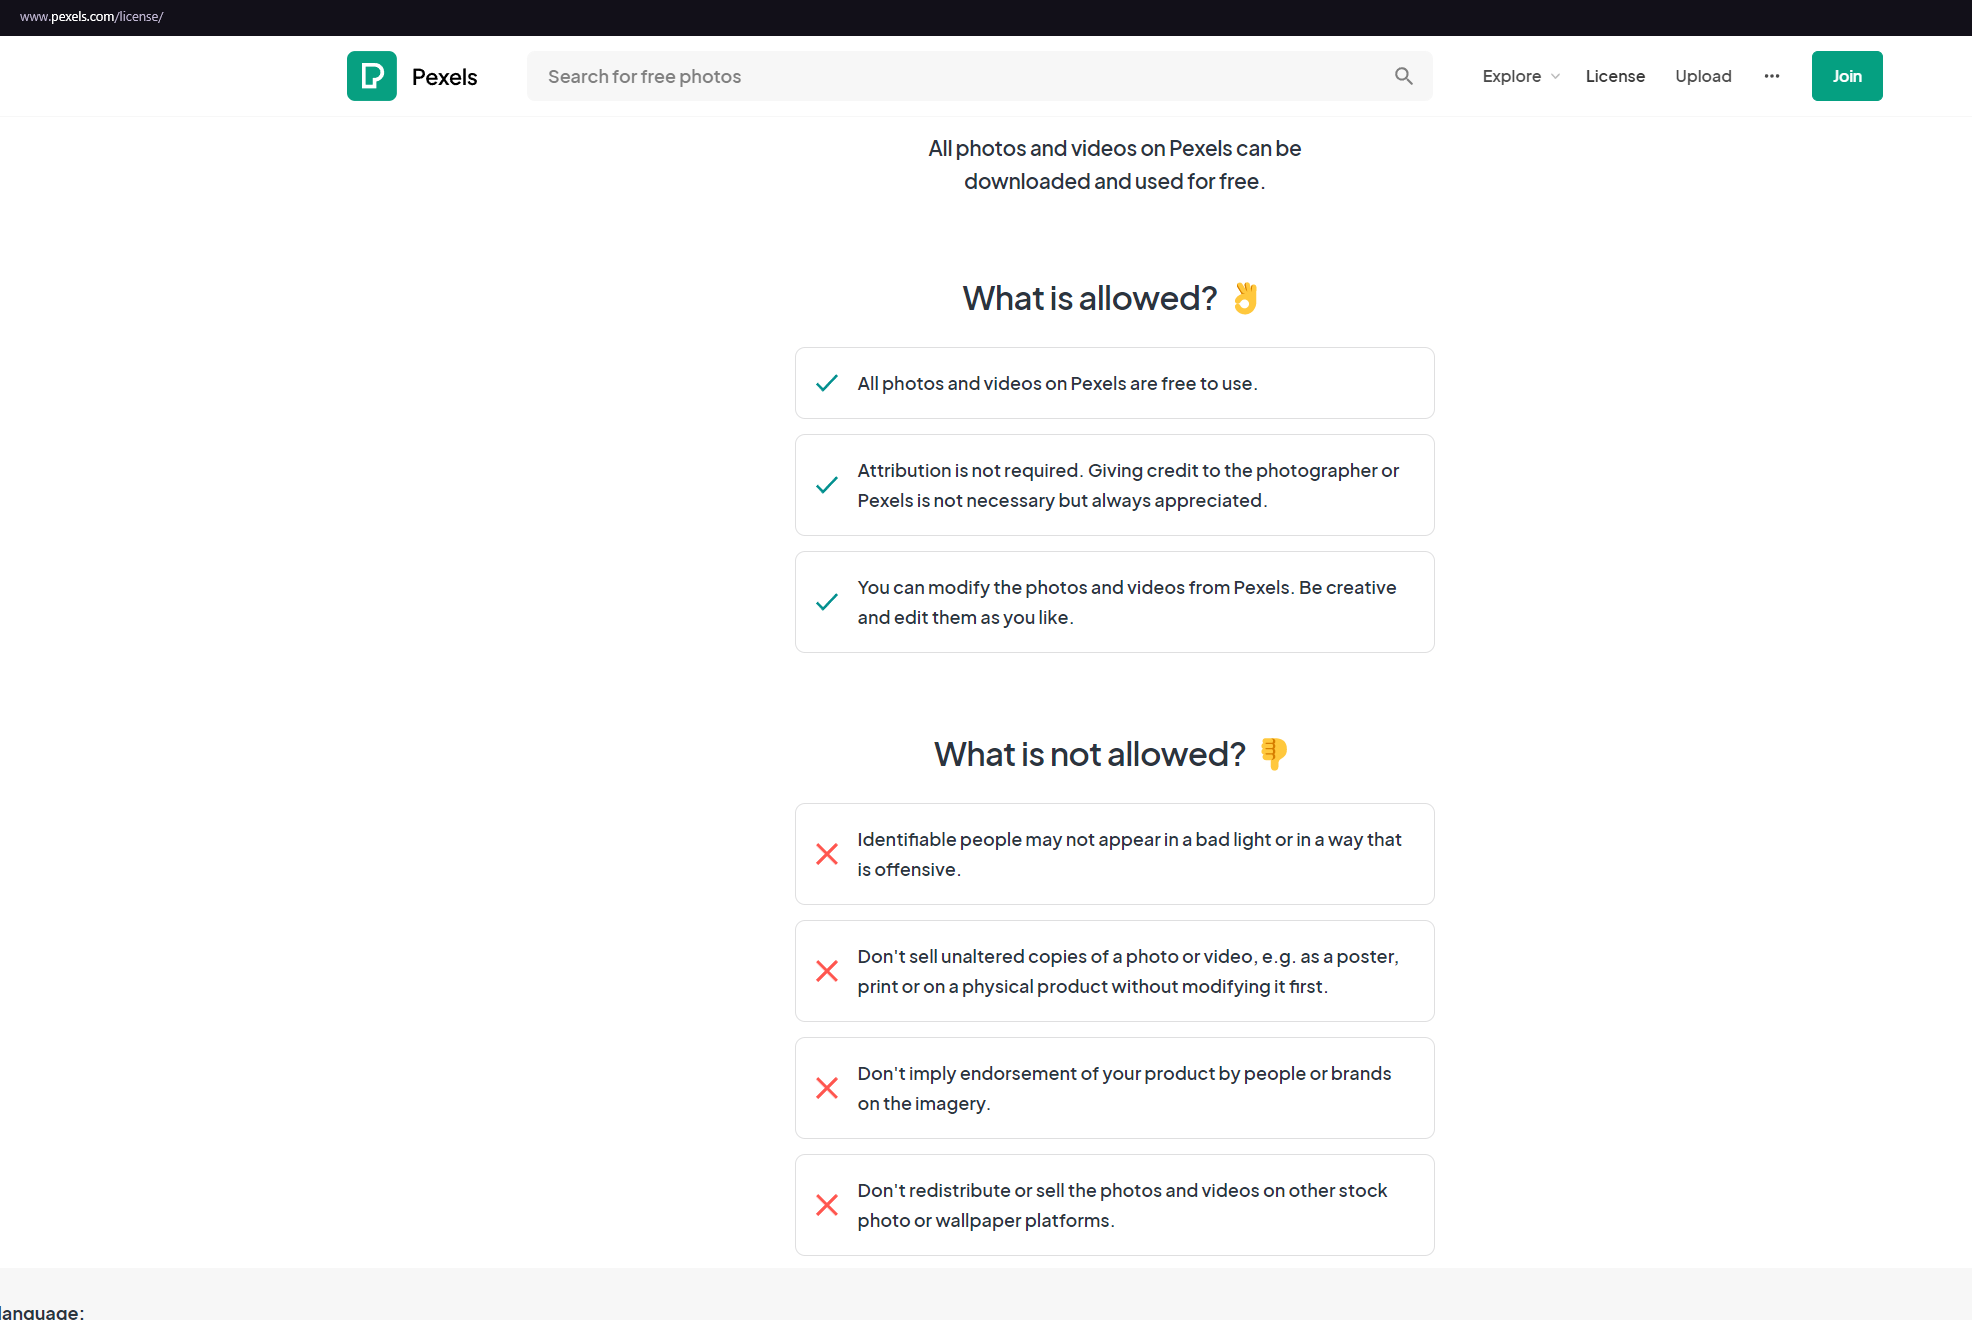 www.pexels.com/license/
Pexels
Search for free photos
Explore
License
Upload
Join
All photos and videos on Pexels can be
downloaded and used for free.
What is allowed? 👌
All photos and videos on Pexels are free to use.
Attribution is not required. Giving credit to the photographer or
Pexels is not necessary but always appreciated.
You can modify the photos and videos from Pexels. Be creative
and edit them as you like.
What is not allowed? 👎
Identifiable people may not appear in a bad light or in a way that
is offensive.
Don't sell unaltered copies of a photo or video, e.g. as a poster,
print or on a physical product without modifying it first.
Don't imply endorsement of your product by people or brands
on the imagery.
Don't redistribute or sell the photos and videos on other stock
photo or wallpaper platforms.
language: